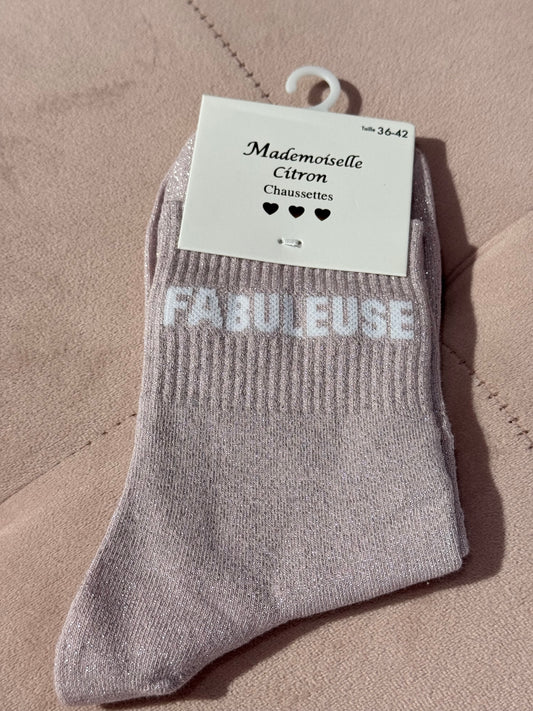 Taille 36-42
Mademoiselle
Citron
Chaussettes
FABULEUSE